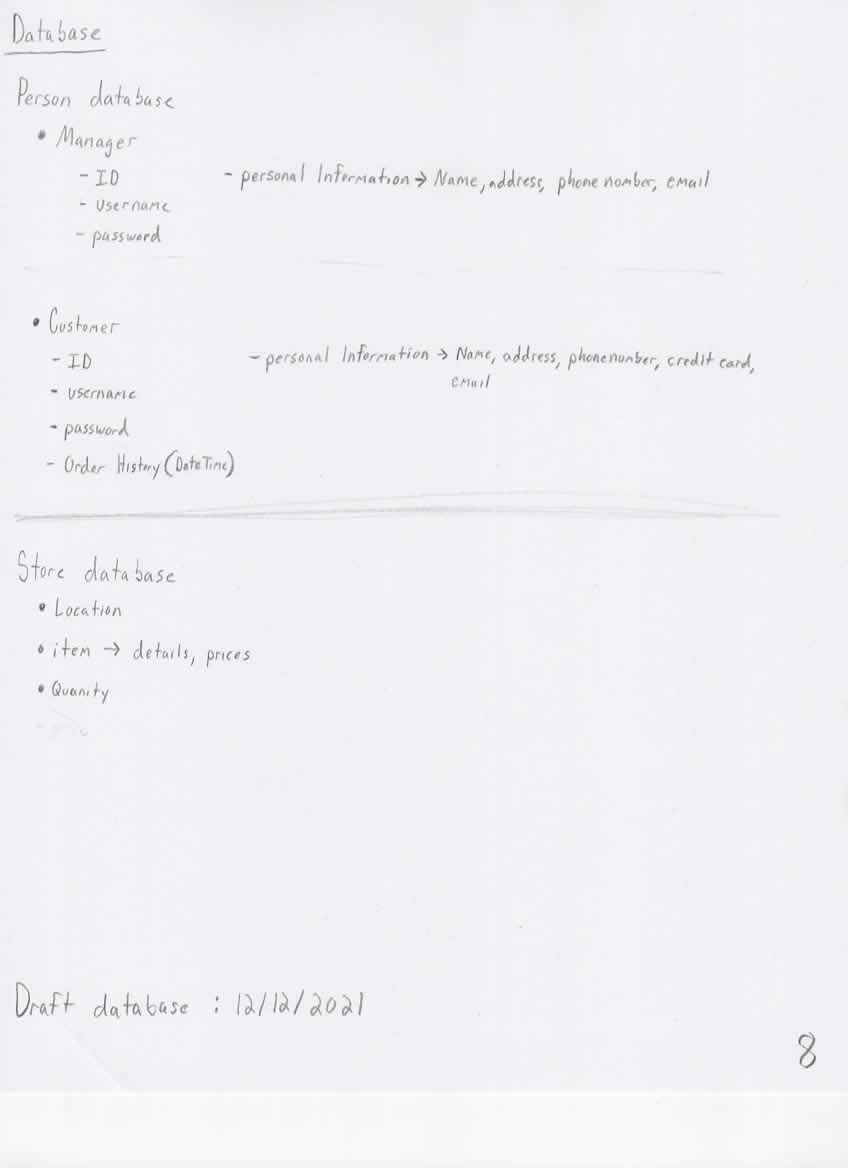 Database
Person database
• Manager
- ID
- personal Information → Name, address, phone nomber, email
- username
- password
• Customer
- ID
- personal Information → Name, address, phone number, credit card,
email
- username
- password
- Order History (DateTime)
Store database
• Location
• item → details, prices
• Quanity
Draft database : 12/12/2021
8